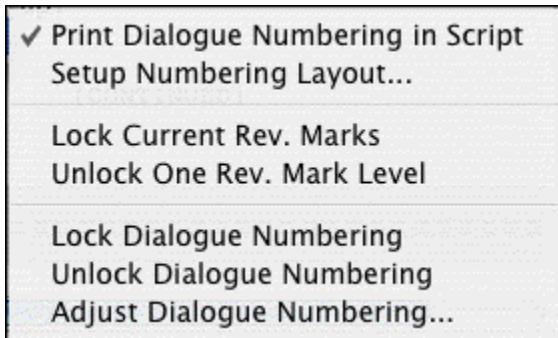 ✓ Print Dialogue Numbering in Script
Setup Numbering Layout...
(CONTINUED)
Lock Current Rev. Marks
Unlock One Rev. Mark Level
Lock Dialogue Numbering
Unlock Dialogue Numbering
Adjust Dialogue Numbering...